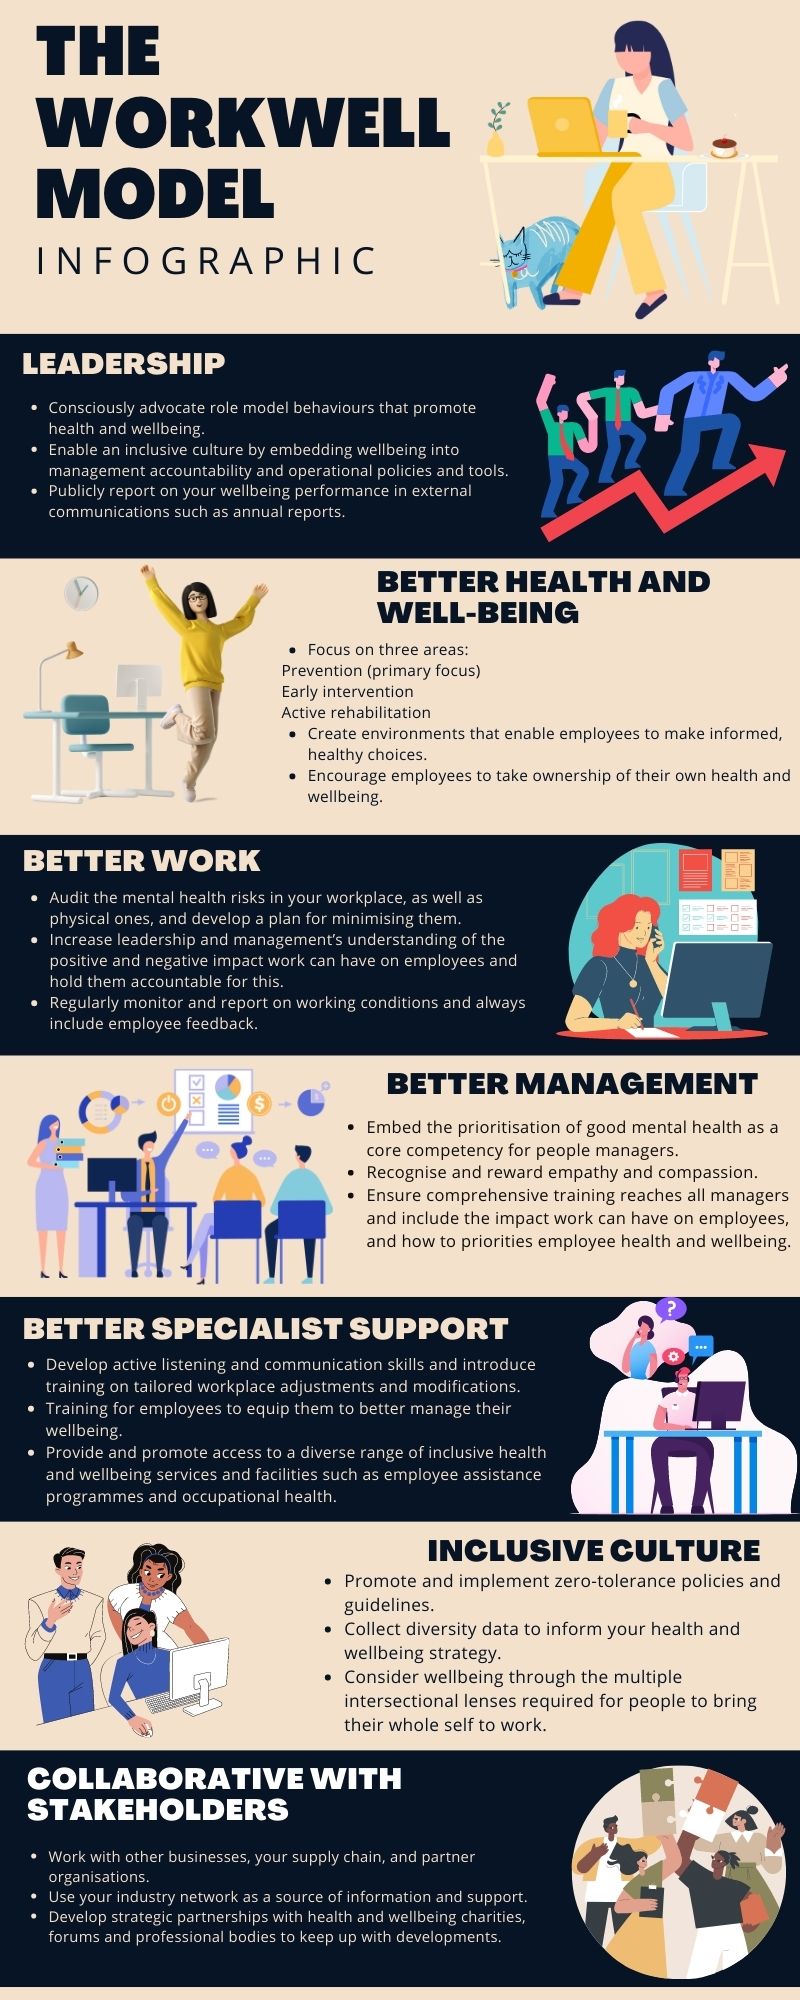 THE
WORKWELL
MODEL
INFOGRAPHIC
LEADERSHIP
• Consciously advocate role model behaviours that promote
health and wellbeing.
• Enable an inclusive culture by embedding wellbeing into
management accountability and operational policies and tools.
• Publicly report on your wellbeing performance in external
communications such as annual reports.
BETTER HEALTH AND
WELL-BEING
• Focus on three areas:
Prevention (primary focus)
Early intervention
Active rehabilitation
• Create environments that enable employees to make informed,
healthy choices.
• Encourage employees to take ownership of their own health and
wellbeing.
BETTER WORK
• Audit the mental health risks in your workplace, as well as
physical ones, and develop a plan for minimising them.
• Increase leadership and management's understanding of the
positive and negative impact work can have on employees and
hold them accountable for this.
• Regularly monitor and report on working conditions and always
include employee feedback.
BETTER MANAGEMENT
• Embed the prioritisation of good mental health as a
core competency for people managers.
• Recognise and reward empathy and compassion.
• Ensure comprehensive training reaches all managers
and include the impact work can have on employees,
and how to priorities employee health and wellbeing.
$
BETTER SPECIALIST SUPPORT
• Develop active listening and communication skills and introduce
training on tailored workplace adjustments and modifications.
• Training for employees to equip them to better manage their
wellbeing.
• Provide and promote access to a diverse range of inclusive health
and wellbeing services and facilities such as employee assistance
programmes and occupational health.
?
INCLUSIVE CULTURE
• Promote and implement zero-tolerance policies and
guidelines.
• Collect diversity data to inform your health and
wellbeing strategy.
• Consider wellbeing through the multiple
intersectional lenses required for people to bring
their whole self to work.
COLLABORATIVE WITH
STAKEHOLDERS
• Work with other businesses, your supply chain, and partner
organisations.
• Use your industry network as a source of information and support.
• Develop strategic partnerships with health and wellbeing charities,
forums and professional bodies to keep up with developments.